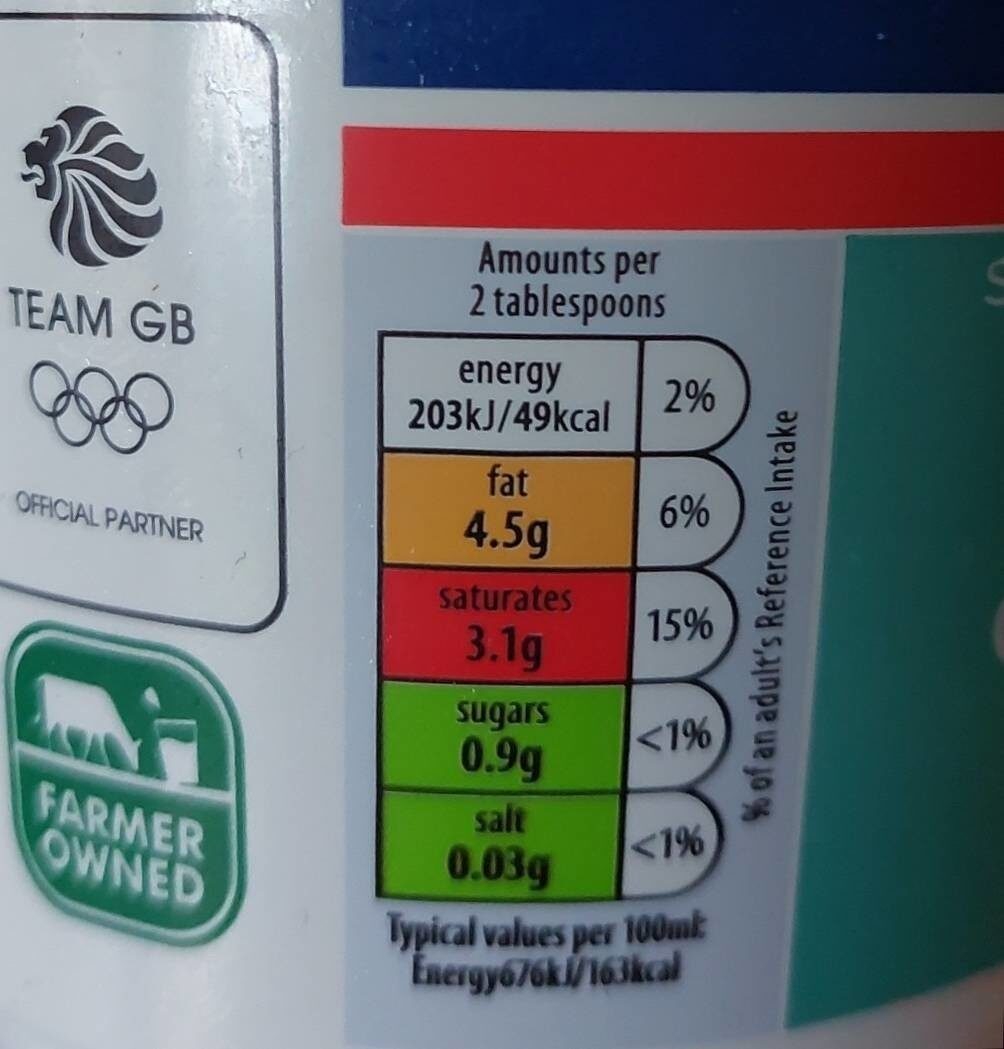 TEAM GB
OFFICIAL PARTNER
FARMER
OWNED
Amounts per
2 tablespoons
energy
203kJ/49kcal
2%
fat
4.5g
6%
saturates
3.1g
15%
sugars
0.9g
<1%
salt
0.03g
<1%
% of an adult's Reference Intake
Typical values per 100ml:
Energy676kJ/163kcal